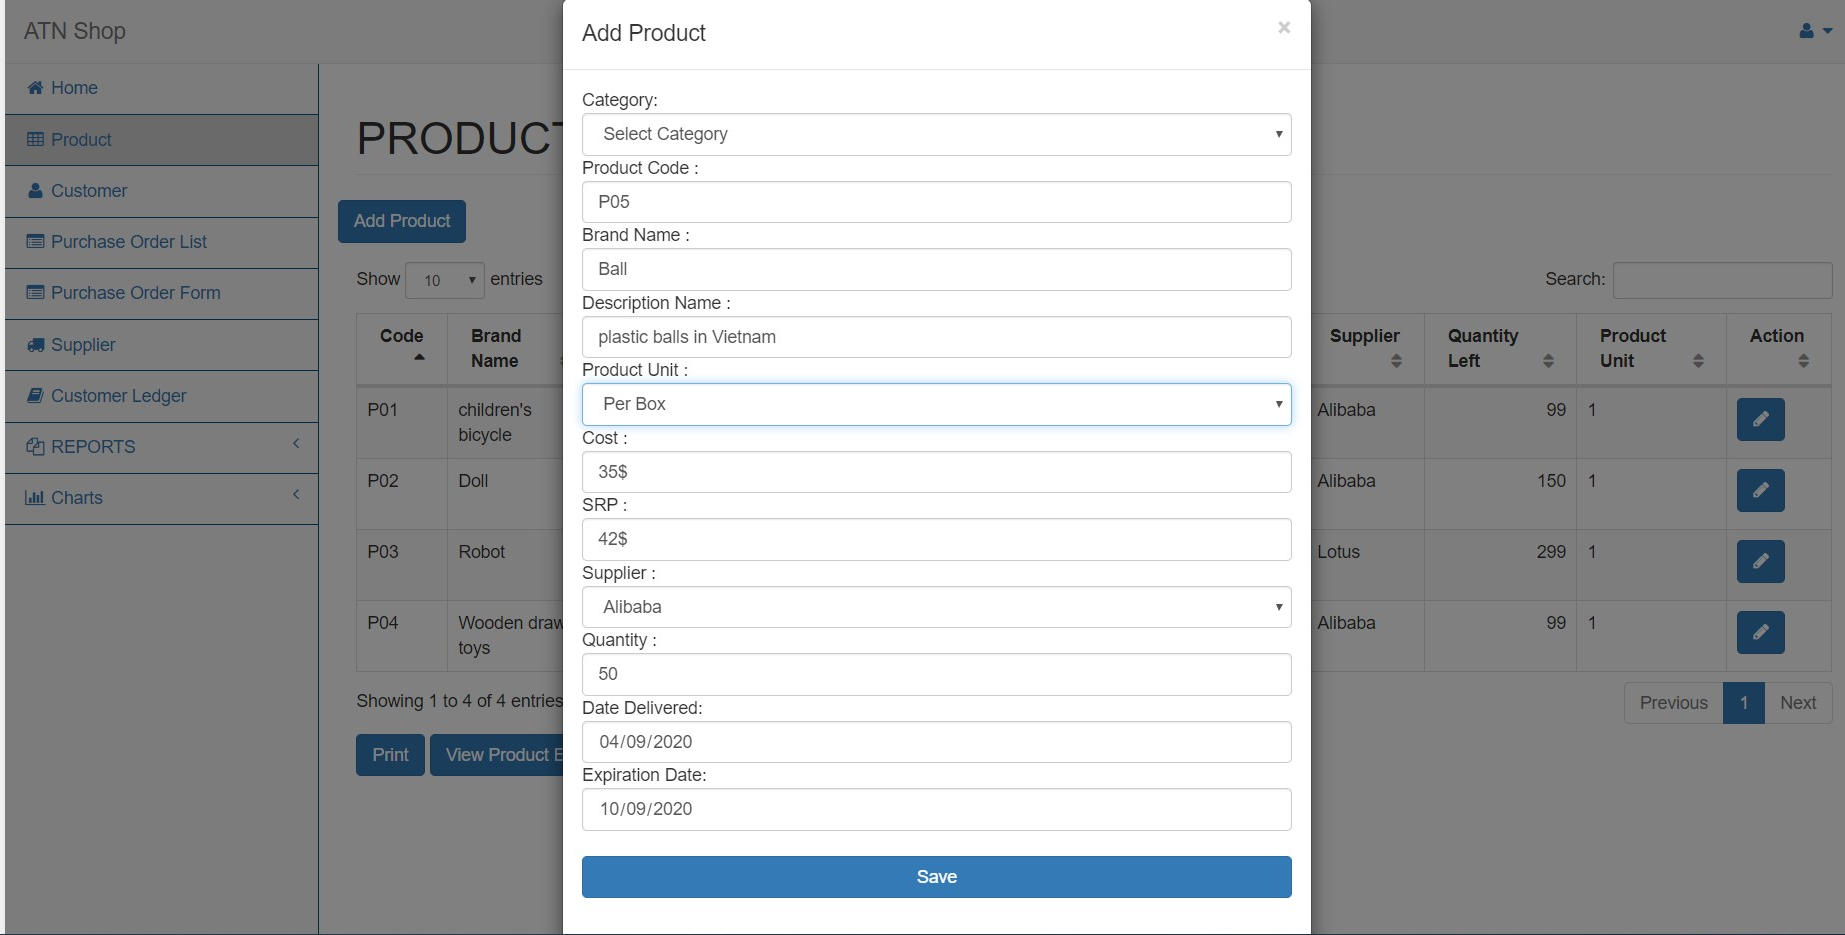 ATN Shop
Home
Product
Customer
Purchase Order List
Purchase Order Form
Supplier
Customer Ledger
REPORTS
Charts
PRODUCT
Add Product
Show 10 entries
Search:
Code
Brand Name
Supplier
Quantity Left
Product Unit
Action
P01 children's bicycle Alibaba 99 1
P02 Doll Alibaba 150 1
P03 Robot Lotus 299 1
P04 Wooden draw toys Alibaba 99 1
Showing 1 to 4 of 4 entries
Previous 1 Next
Print
View Product E
Add Product ×
Category:
Select Category
Product Code :
P05
Brand Name :
Ball
Description Name :
plastic balls in Vietnam
Product Unit :
Per Box
Cost :
35$
SRP :
42$
Supplier :
Alibaba
Quantity :
50
Date Delivered:
04/09/2020
Expiration Date:
10/09/2020
Save